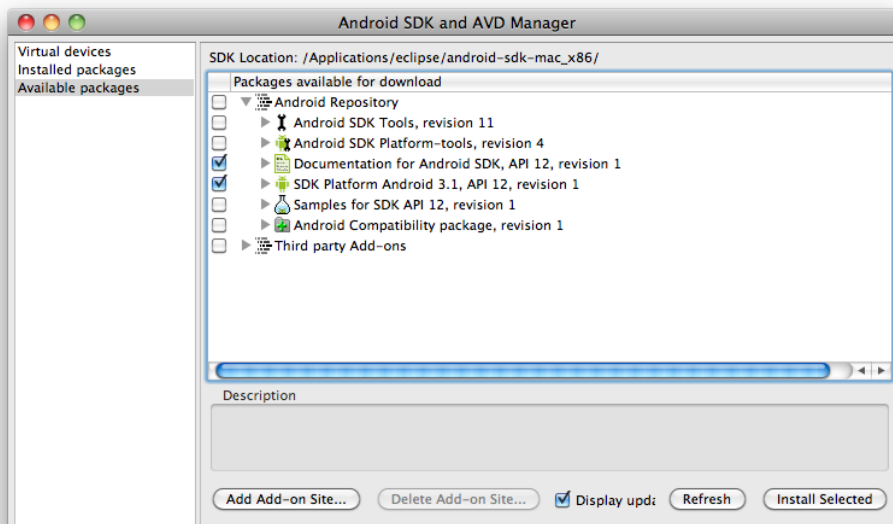 Android SDK and AVD Manager
Virtual devices
Installed packages
Available packages
SDK Location: /Applications/eclipse/android-sdk-mac_x86/
Packages available for download
Android Repository
Android SDK Tools, revision 11
Android SDK Platform-tools, revision 4
Documentation for Android SDK, API 12, revision 1
SDK Platform Android 3.1, API 12, revision 1
Samples for SDK API 12, revision 1
Android Compatibility package, revision 1
Third party Add-ons
Description
Add Add-on Site... Delete Add-on Site... Display upda Refresh Install Selected